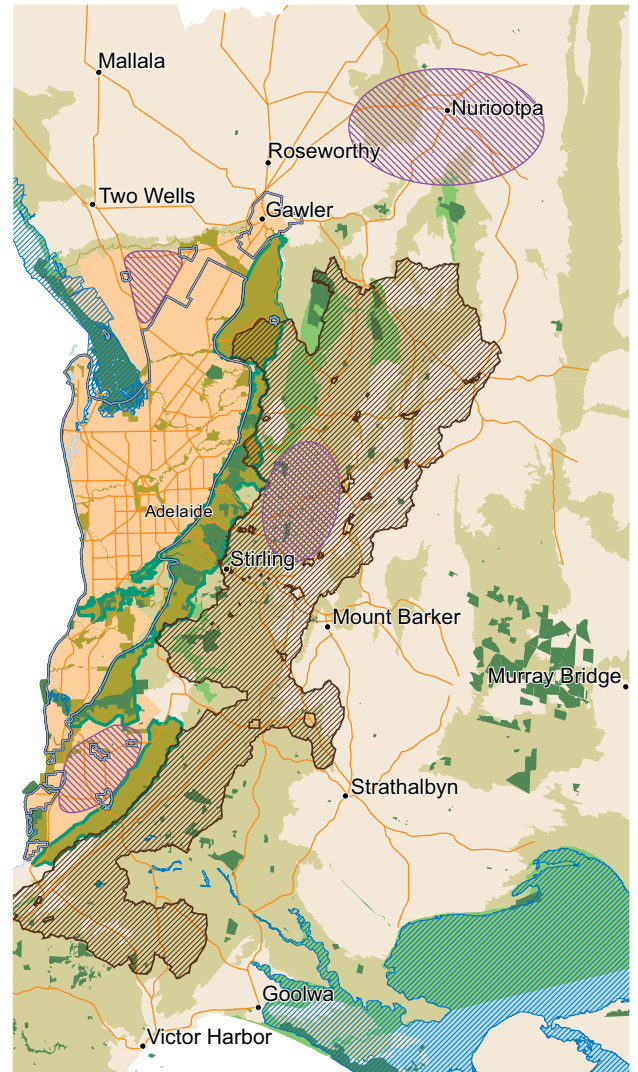 Mallala
Nuriootpa
Roseworthy
Two Wells
Gawler
Adelaide
Stirling
Mount Barker
Murray Bridge
Strathalbyn
Goolwa
Victor Harbor